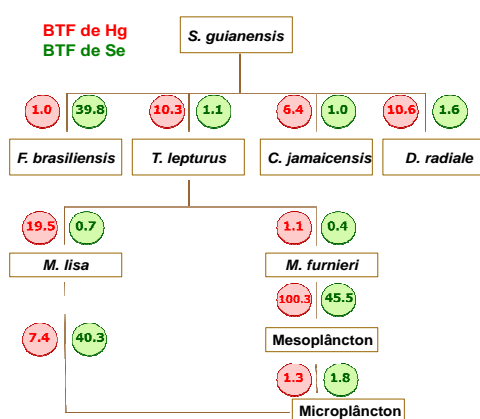 BTF de Hg
BTF de Se
S. guianensis
1.0 39.8 10.3 1.1 6.4 1.0 10.6 1.6
F. brasiliensis T. lepturus C. jamaicensis D. radiale
19.5 0.7 1.1 0.4
M. lisa M. furnieri
100.3 45.5
7.4 40.3 Mesoplâncton
1.3 1.8
Microplâncton